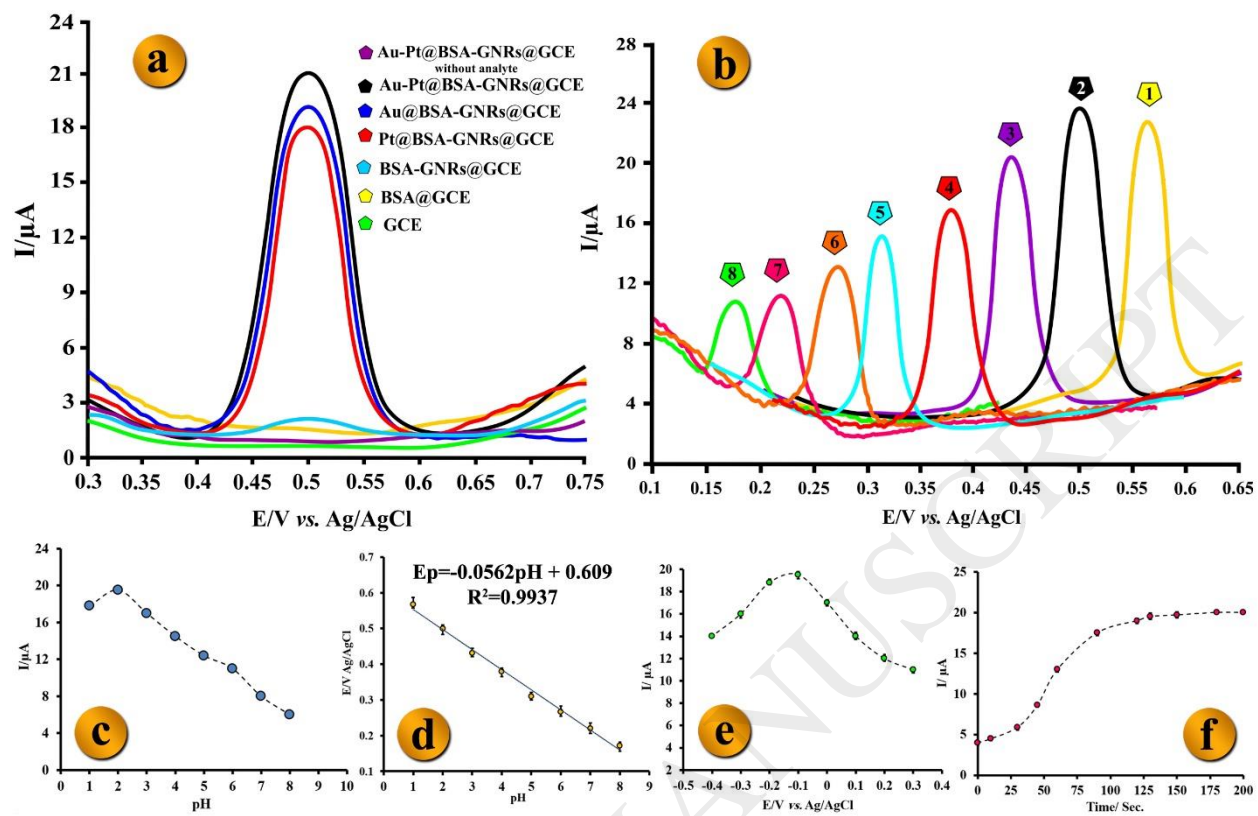 a
24
21
18
15
12
9
6
3
0
I/µA
0.3
0.35
0.4
0.45
0.5
0.55
0.6
0.65
0.7
0.75
E/V vs. Ag/AgCl
Au-Pt@BSA-GNRs@GCE
without analyte
Au-Pt@BSA-GNRs@GCE
Au@BSA-GNRs@GCE
Pt@BSA-GNRs@GCE
BSA-GNRs@GCE
BSA@GCE
GCE
b
28
24
20
16
12
8
4
0
I/µA
0.1
0.15
0.2
0.25
0.3
0.35
0.4
0.45
0.5
0.55
0.6
0.65
E/V vs. Ag/AgCl
8
7
6
5
4
3
2
1
c
24
20
16
12
8
4
0
I/µA
0 1 2 3 4 5 6 7 8 9 10
pH
d
Ep=-0.0562pH + 0.609
R²=0.9937
0.7
0.6
0.5
0.4
0.3
0.2
0.1
E/V Ag/AgCl
0 1 2 3 4 5 6 7 8 9
pH
e
20
18
16
14
12
10
8
6
4
2
I/ µA
-0.5 -0.4 -0.3 -0.2 -0.1 0 0.1 0.2 0.3 0.4
E/V vs. Ag/AgCl
f
25
20
15
10
5
0
I/ µA
0 25 50 75 100 125 150 175 200
Time/ Sec.
MANUSCRIPT